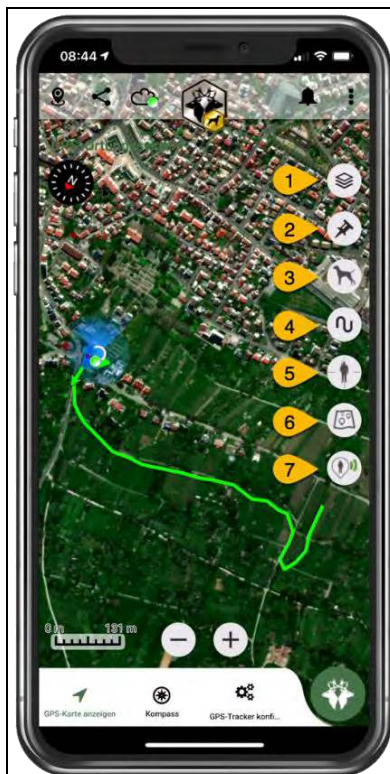 08:44
N
1
2
3
4
5
6
7
0 m 131 m
GPS-Karte anzeigen
Kompass
GPS-Tracker konfi...